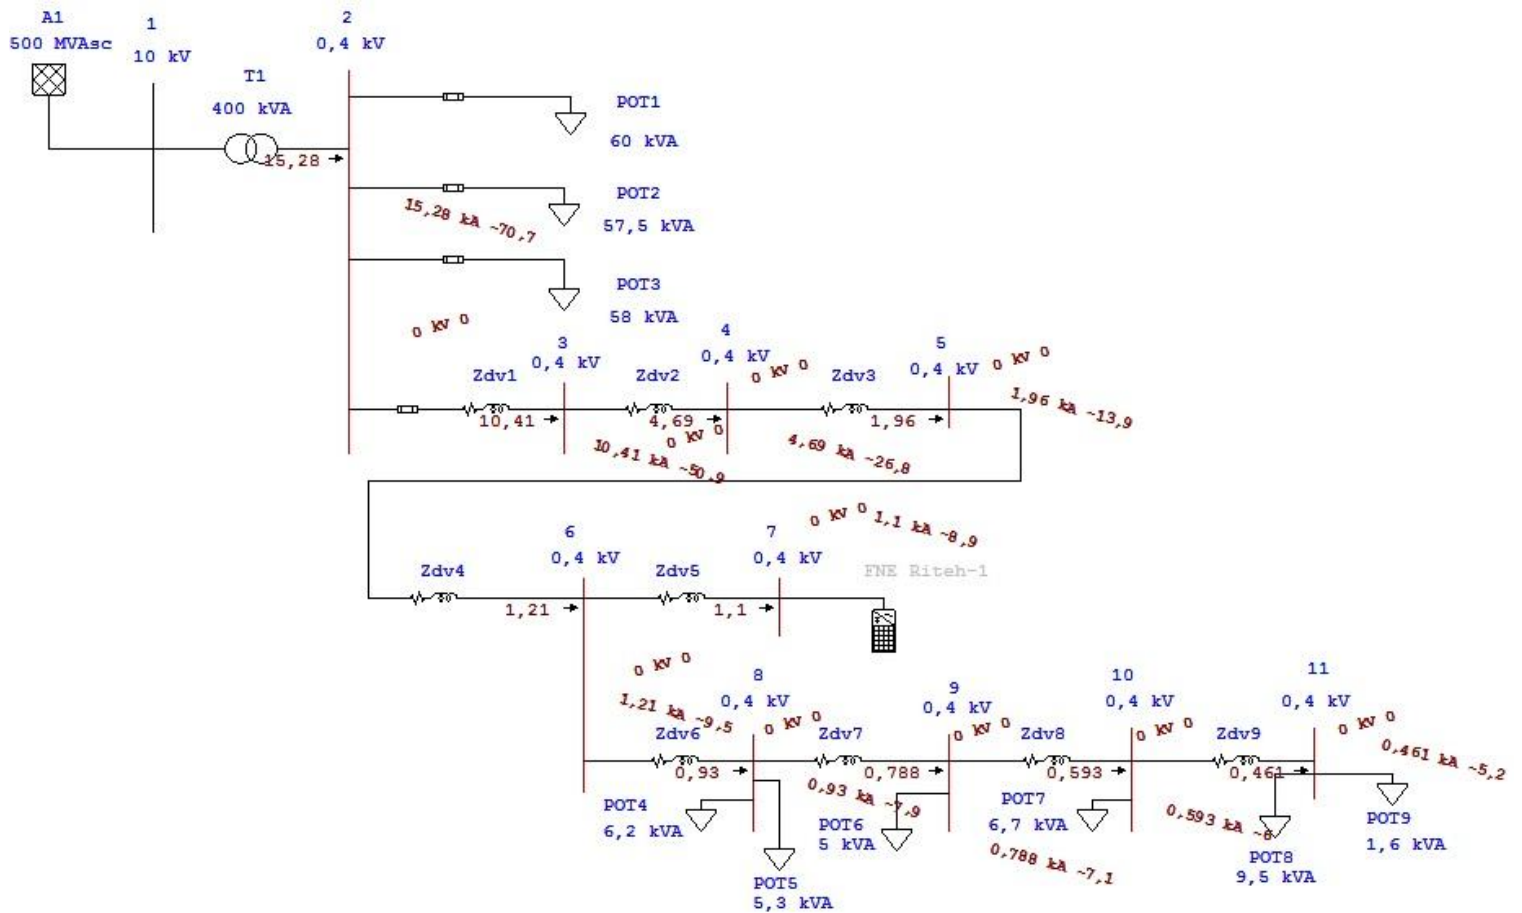 A1
500 MVAsc
1
10 kV
T1
400 kVA
15,28
2
0,4 kV
POT1
60 kVA
POT2
57,5 kVA
15,28 kA ~70,7
POT3
58 kVA
0 kV 0
3
0,4 kV
4
0,4 kV
5
0,4 kV
0 kV 0
0 kV 0
Zdv1
Zdv2
Zdv3
10,41
4,69
1,96
1,96 kA ~13,9
0 kV 0
10,41 kA ~50,9
4,69 kA ~26,8
6
0,4 kV
7
0,4 kV
0 kV 0
1,1 kA ~8,9
Zdv4
Zdv5
FNE Riteh-1
1,21
1,1
0 kV 0
1,21 kA ~9,5
8
0,4 kV
9
0,4 kV
10
0,4 kV
11
0,4 kV
0 kV 0
0 kV 0
0 kV 0
0 kV 0
Zdv6
Zdv7
Zdv8
Zdv9
0,461 kA ~5,2
0,93
0,788
0,593
0,461
0,93 kA ~7,9
0,593 kA ~6
POT4
6,2 kVA
POT6
5 kVA
POT7
6,7 kVA
0,788 kA ~7,1
POT9
1,6 kVA
POT8
9,5 kVA
POT5
5,3 kVA